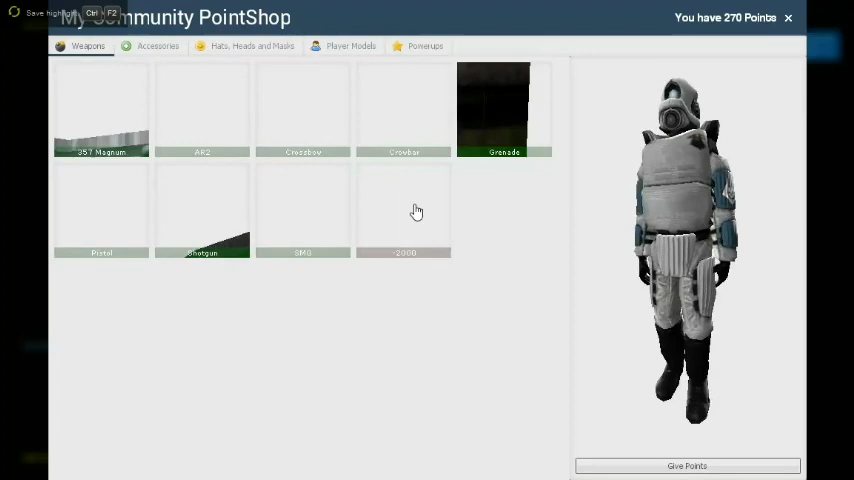 Save highlight Ctrl F2
My Community PointShop
You have 270 Points
Weapons Accessories Hats, Heads and Masks Player Models Powerups
.357 Magnum AR2 Crossbow Crowbar Grenade
Pistol Shotgun SMG -2000
Give Points